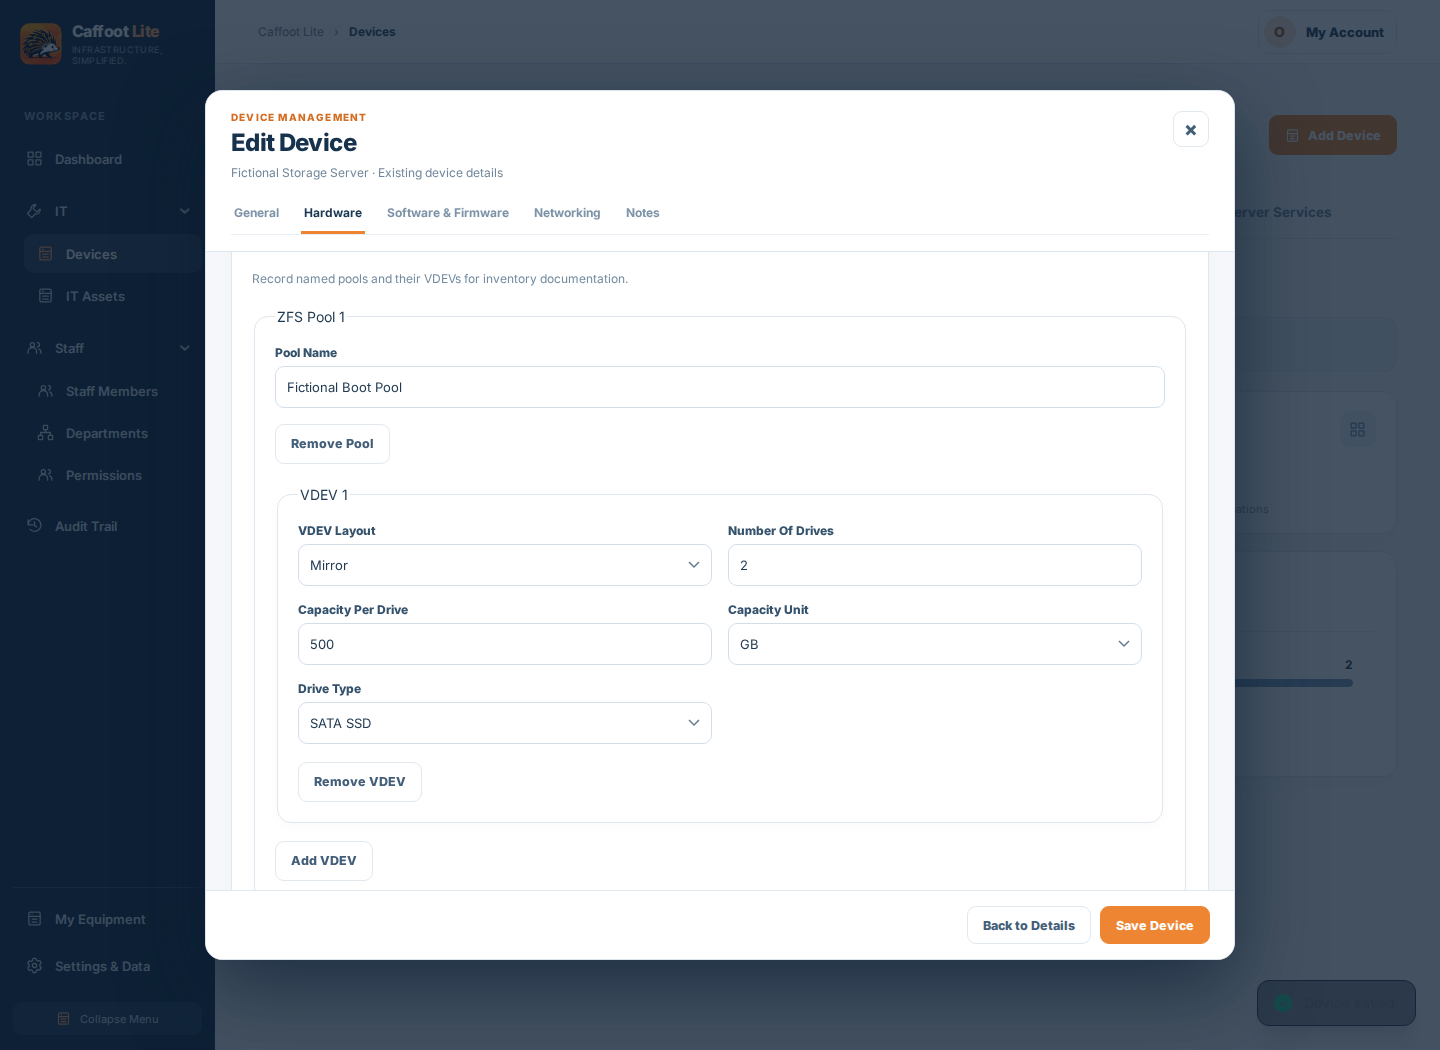 Caffoot Lite
INFRASTRUCTURE,
SIMPLIFIED.
Caffoot Lite › Devices
O My Account
WORKSPACE
Dashboard
IT
Devices
IT Assets
Staff
Staff Members
Departments
Permissions
Audit Trail
My Equipment
Settings & Data
Collapse Menu
Add Device
erver Services
ations
2
DEVICE MANAGEMENT
Edit Device
Fictional Storage Server · Existing device details
General Hardware Software & Firmware Networking Notes
Record named pools and their VDEVs for inventory documentation.
ZFS Pool 1
Pool Name
Fictional Boot Pool
Remove Pool
VDEV 1
VDEV Layout Number Of Drives
Mirror 2
Capacity Per Drive Capacity Unit
500 GB
Drive Type
SATA SSD
Remove VDEV
Add VDEV
Back to Details Save Device